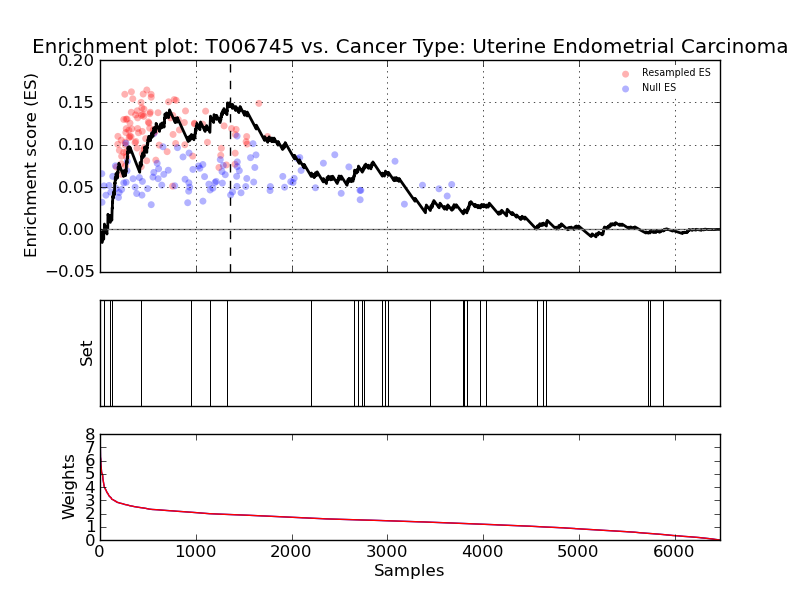 Enrichment plot: T006745 vs. Cancer Type: Uterine Endometrial Carcinoma
Enrichment score (ES)
0.20
0.15
0.10
0.05
0.00
−0.05
Resampled ES
Null ES
Set
Weights
8
7
6
5
4
3
2
1
0
0 1000 2000 3000 4000 5000 6000
Samples